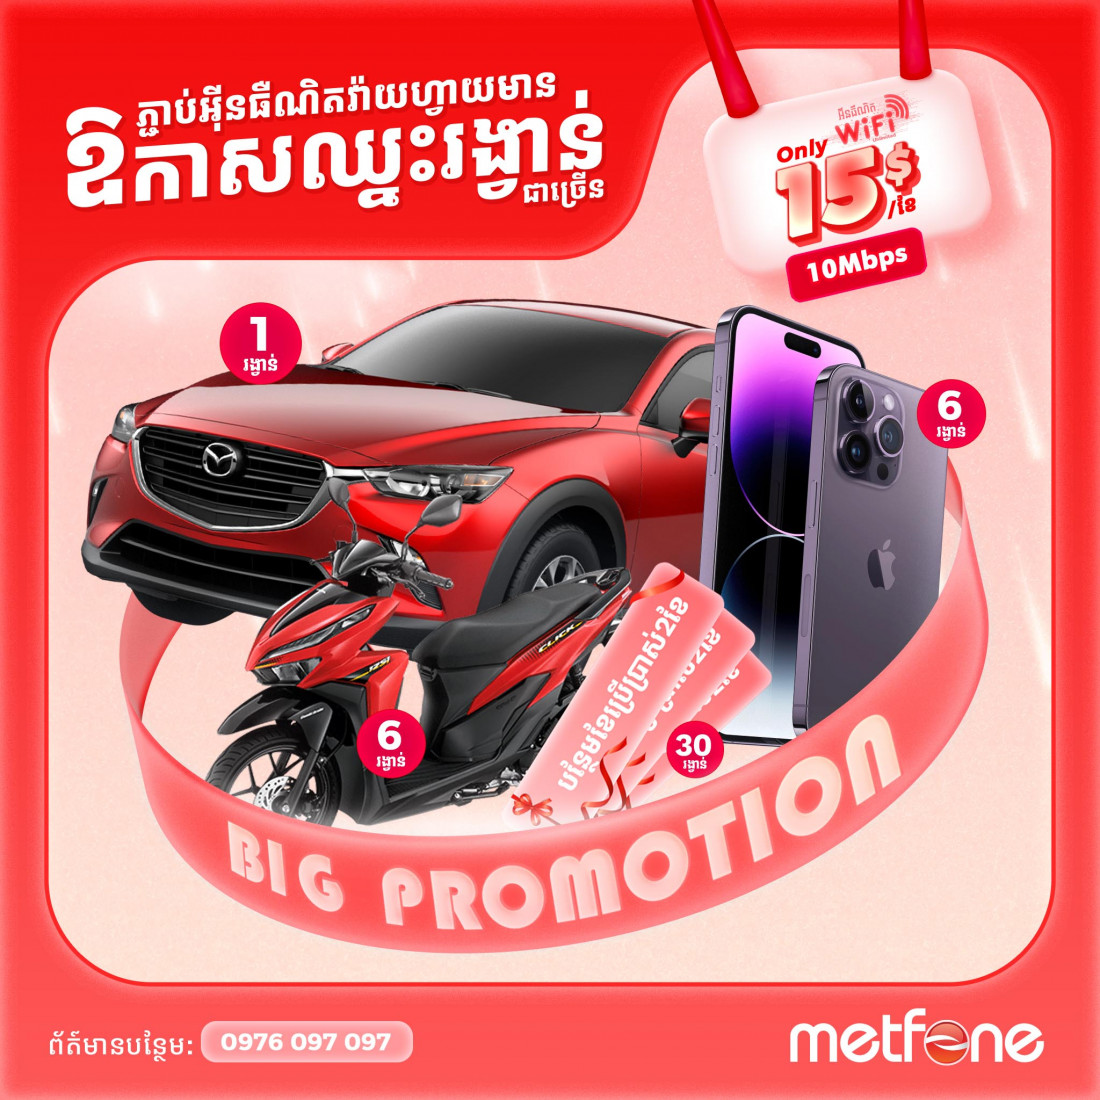 ភ្ជាប់អ៊ីនធឺណិតវ៉ាយហ្វាយមាន
ឱកាសឈ្នះរង្វាន់
ជាច្រើន
អ៊ីនធឺណិត
WiFi
Only
15$
/ខែ
10Mbps
1
រង្វាន់
6
រង្វាន់
CLICK
125i
6
រង្វាន់
ប័ណ្ណថែមខែប្រើប្រាស់2ខែ
30
រង្វាន់
BIG PROMOTION
ព័ត៌មានបន្ថែម:
0976 097 097
metfone